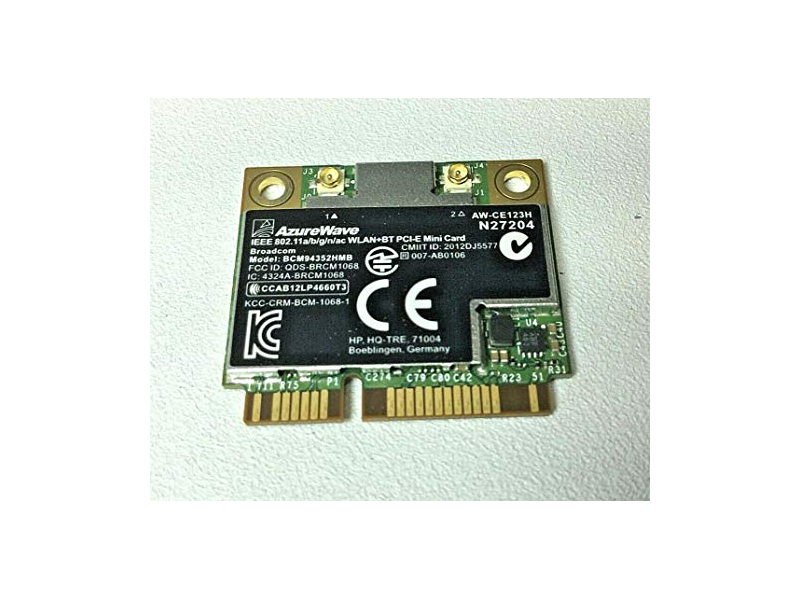 J3
J4
J1
1
2
AzureWave
AW-CE123H
N27204
IEEE 802.11a/b/g/n/ac WLAN+BT PCI-E Mini Card
Broadcom
CMIIT ID: 2012DJ5577
Model: BCM94352HMB
R 007-AB0106
FCC ID: QDS-BRCM1068
IC: 4324A-BRCM1068
CCAB12LP4660T3
KCC-CRM-BCM-1068-1
CE
HP, HQ-TRE, 71004
Boeblingen, Germany
U4
R31
R75
P1
C274
C79
C80
C42
R23
51